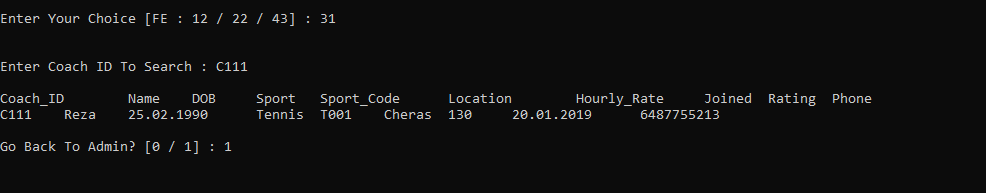 Enter Your Choice [FE : 12 / 22 / 43] : 31
Enter Coach ID To Search : C111
Coach_ID Name DOB Sport Sport_Code Location Hourly_Rate Joined Rating Phone
C111 Reza 25.02.1990 Tennis T001 Cheras 130 20.01.2019 6487755213
Go Back To Admin? [0 / 1] : 1